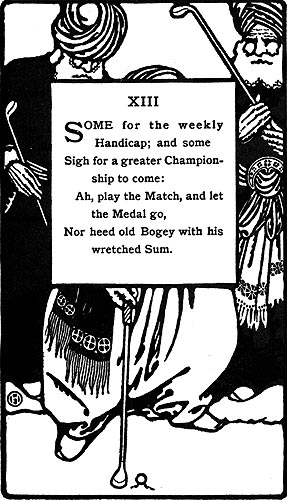 XIII
SOME for the weekly
Handicap; and some
Sigh for a greater Champion-
ship to come:
Ah, play the Match, and let
the Medal go,
Nor heed old Bogey with his
wretched Sum.